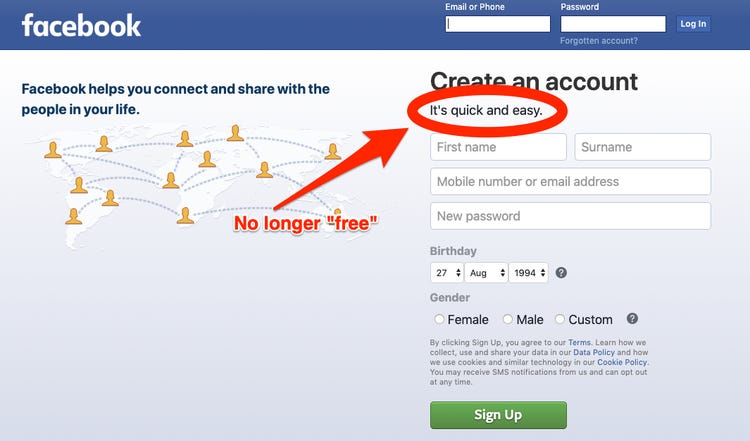 facebook
Email or Phone
Password
Log In
Forgotten account?
Facebook helps you connect and share with the
people in your life.
Create an account
It's quick and easy.
First name
Surname
Mobile number or email address
New password
No longer "free"
Birthday
27
Aug
1994
?
Gender
Female
Male
Custom
?
By clicking Sign Up, you agree to our Terms. Learn how we
collect, use and share your data in our Data Policy and how
we use cookies and similar technology in our Cookie Policy.
You may receive SMS notifications from us and can opt out
at any time.
Sign Up